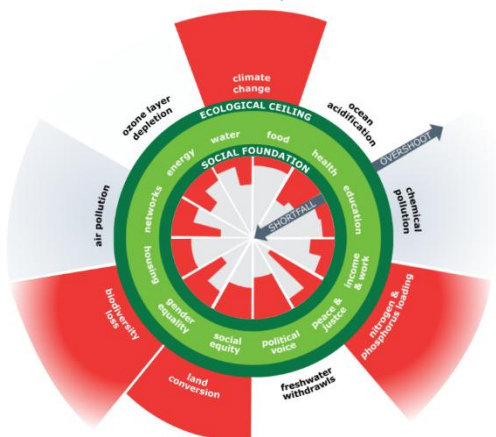 climate
change
ozone layer
depletion
ocean
acidification
ECOLOGICAL CEILING
OVERSHOOT
water
food
energy
health
SOCIAL FOUNDATION
networks
education
SHORTFALL
air pollution
chemical
pollution
housing
income
& work
gender
equality
peace &
justce
social
equity
political
voice
biodiversity
loss
nitrogen &
phosphorus loading
land
conversion
freshwater
withdrawls